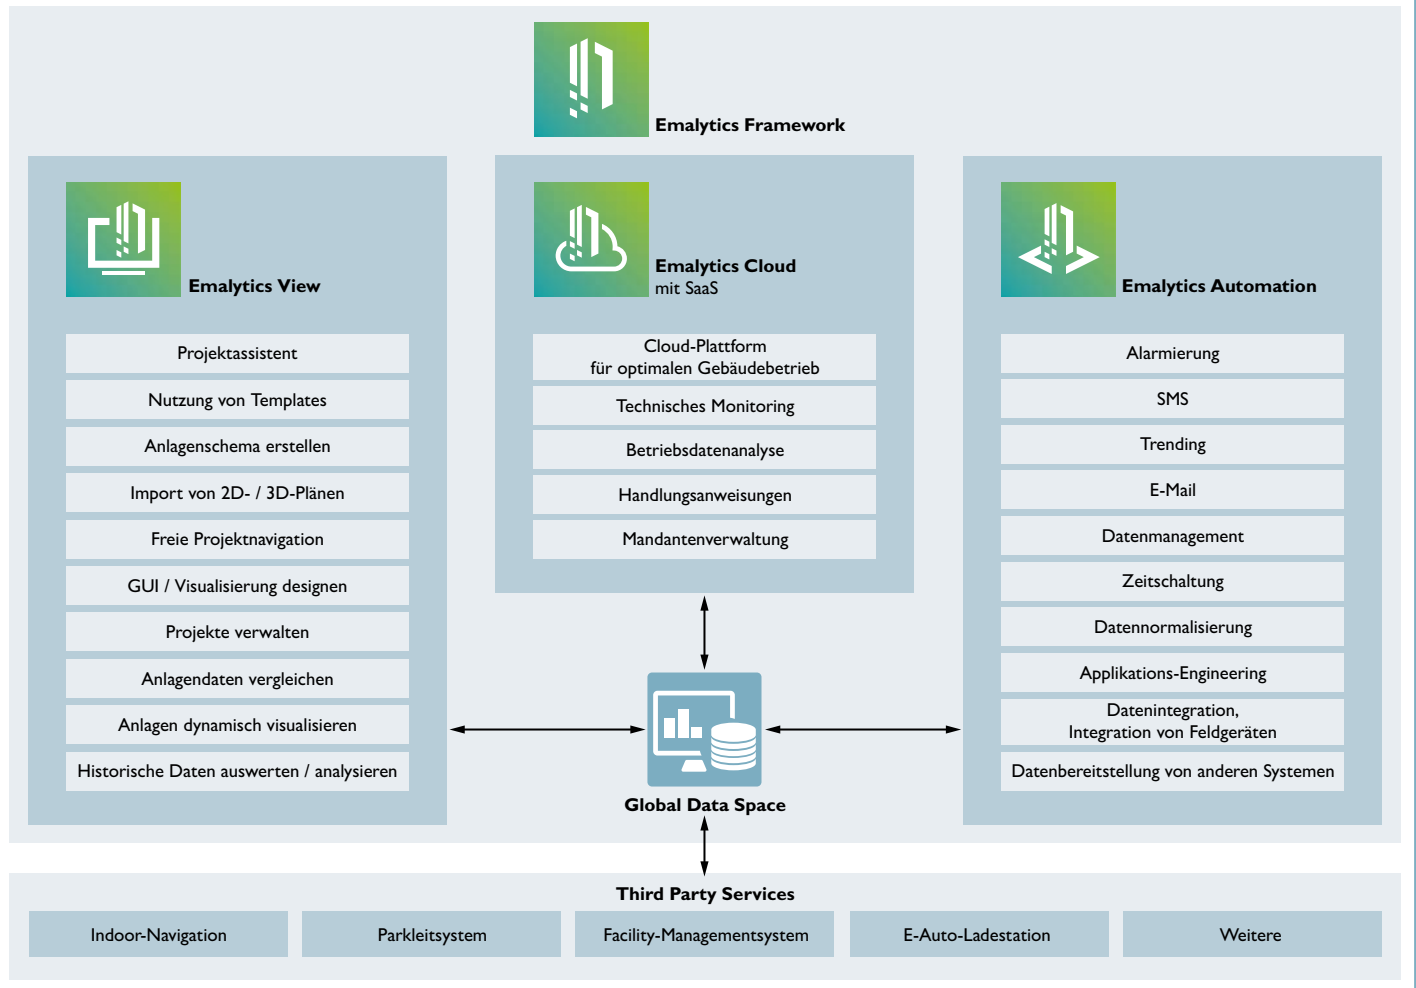 Emalytics Framework
Emalytics View
Projektassistent
Nutzung von Templates
Anlagenschema erstellen
Import von 2D- / 3D-Plänen
Freie Projektnavigation
GUI / Visualisierung designen
Projekte verwalten
Anlagendaten vergleichen
Anlagen dynamisch visualisieren
Historische Daten auswerten / analysieren
Emalytics Cloud
mit SaaS
Cloud-Plattform
für optimalen Gebäudebetrieb
Technisches Monitoring
Betriebsdatenanalyse
Handlungsanweisungen
Mandantenverwaltung
Emalytics Automation
Alarmierung
SMS
Trending
E-Mail
Datenmanagement
Zeitschaltung
Datennormalisierung
Applikations-Engineering
Datenintegration,
Integration von Feldgeräten
Datenbereitstellung von anderen Systemen
Global Data Space
Third Party Services
Indoor-Navigation
Parkleitsystem
Facility-Managementsystem
E-Auto-Ladestation
Weitere